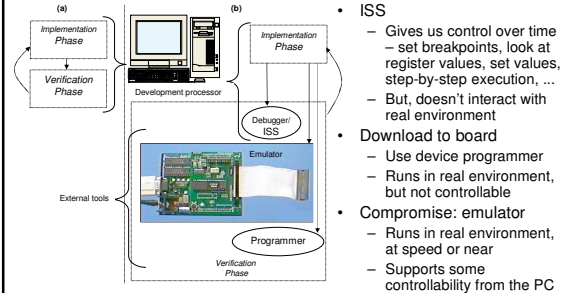 (a)
(b)
Implementation
Phase
Verification
Phase
Development processor
Implementation
Phase
Debugger/
ISS
Emulator
External tools
Programmer
Verification
Phase
• ISS
– Gives us control over time
– set breakpoints, look at
register values, set values,
step-by-step execution, ...
– But, doesn't interact with
real environment
• Download to board
– Use device programmer
– Runs in real environment,
but not controllable
• Compromise: emulator
– Runs in real environment,
at speed or near
– Supports some
controllability from the PC